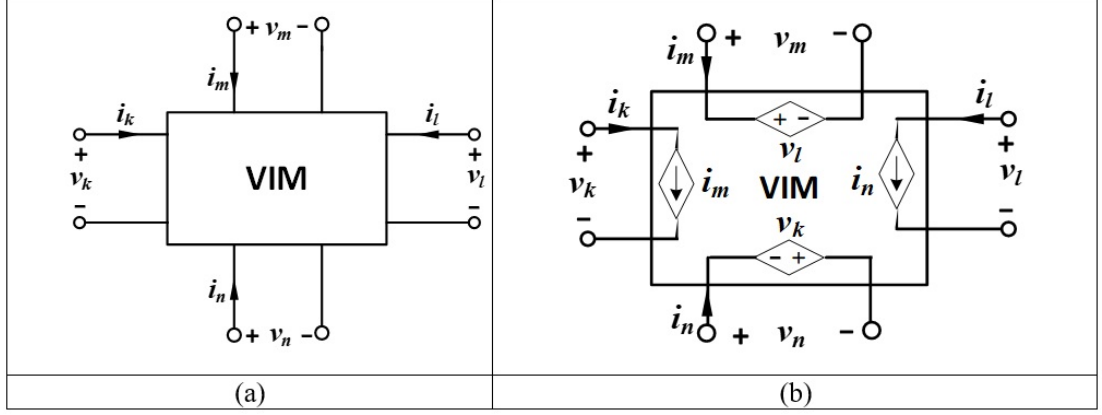 + v_m −
i_m
i_k
+
v_k
−
VIM
i_l
+
v_l
−
i_n
+ v_n −
(a)
+ v_m −
i_m
i_k
+
v_k
−
+ −
v_l
i_m
VIM
i_n
i_l
+
v_l
−
v_k
− +
i_n
+ v_n −
(b)